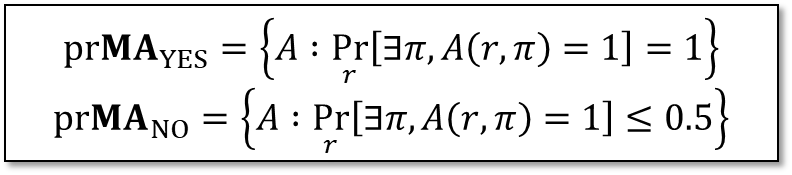 pr𝐌𝐀_YES = {𝐴 : Pr_𝑟[∃𝜋, 𝐴(𝑟, 𝜋) = 1] = 1}
pr𝐌𝐀_NO = {𝐴 : Pr_𝑟[∃𝜋, 𝐴(𝑟, 𝜋) = 1] ≤ 0.5}